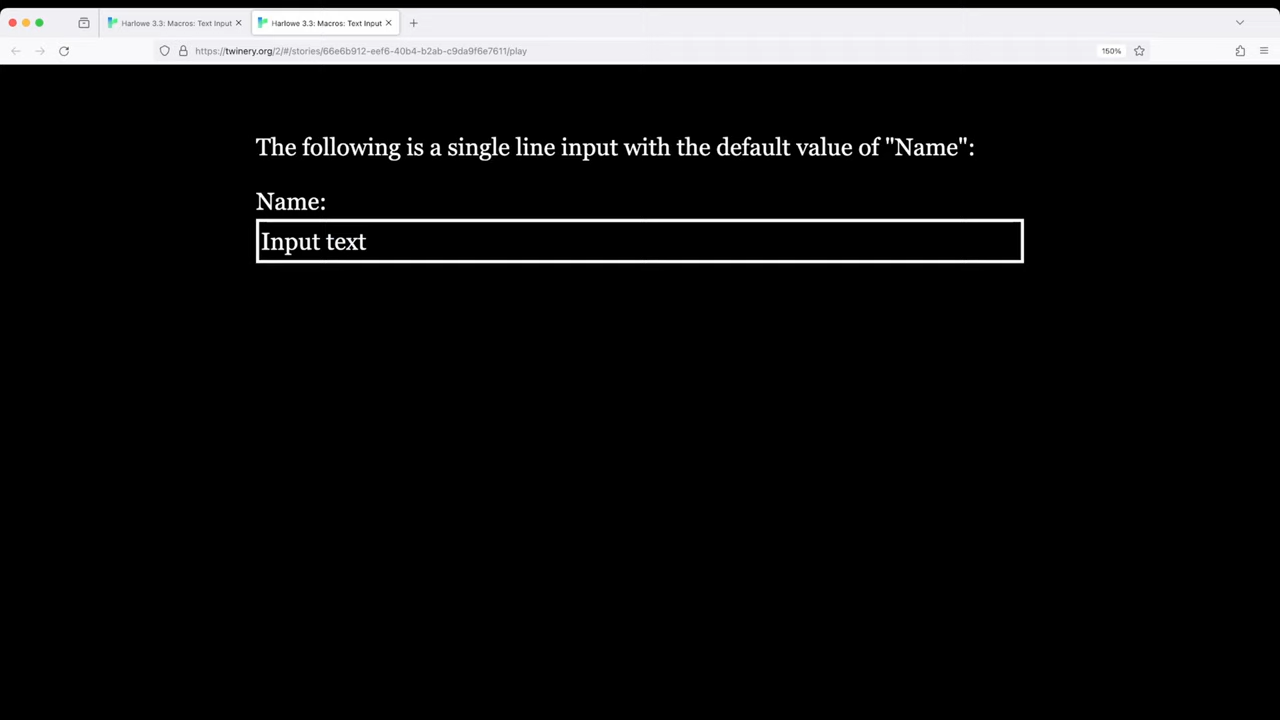 Harlowe 3.3: Macros: Text Input
Harlowe 3.3: Macros: Text Input
https://twinery.org/2/#/stories/66e6b912-eef6-40b4-b2ab-c9da9f6e7611/play
150%
The following is a single line input with the default value of "Name":
Name:
Input text